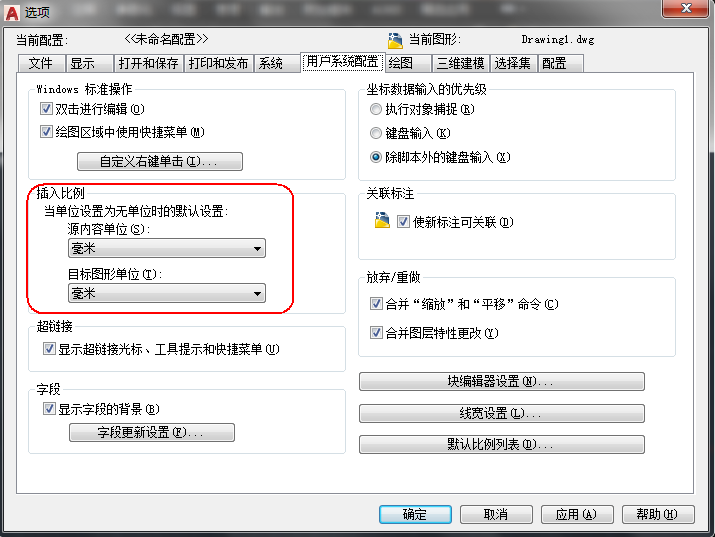 选项
当前配置: <<未命名配置>> 当前图形: Drawing1.dwg
文件 显示 打开和保存 打印和发布 系统 用户系统配置 绘图 三维建模 选择集 配置
Windows 标准操作
双击进行编辑(O)
绘图区域中使用快捷菜单(M)
自定义右键单击(I)...
插入比例
当单位设置为无单位时的默认设置:
源内容单位(S):
毫米
目标图形单位(T):
毫米
超链接
显示超链接光标、工具提示和快捷菜单(U)
字段
显示字段的背景(B)
字段更新设置(F)...
坐标数据输入的优先级
执行对象捕捉(R)
键盘输入(K)
除脚本外的键盘输入(X)
关联标注
使新标注可关联(D)
放弃/重做
合并“缩放”和“平移”命令(C)
合并图层特性更改(Y)
块编辑器设置(N)...
线宽设置(L)...
默认比例列表(D)...
确定 取消 应用(A) 帮助(H)